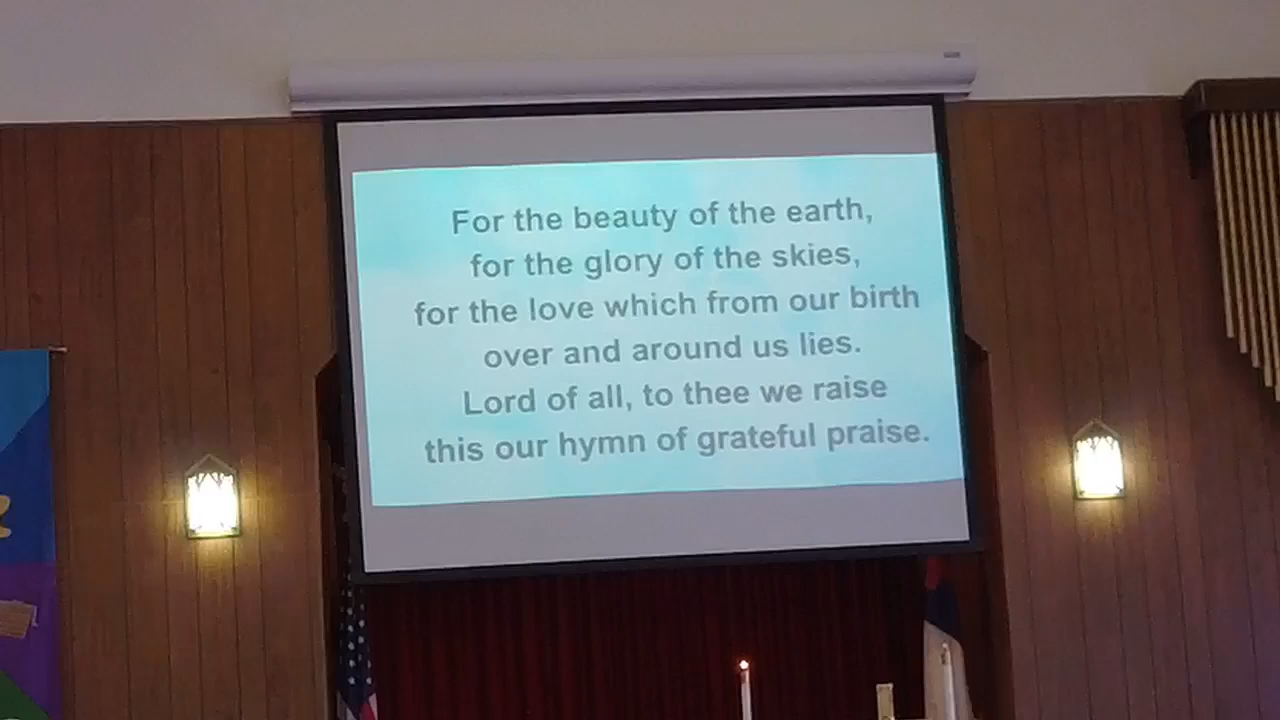 For the beauty of the earth,
for the glory of the skies,
for the love which from our birth
over and around us lies.
Lord of all, to thee we raise
this our hymn of grateful praise.